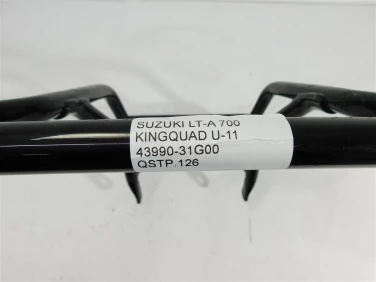 SUZUKI LT-A 700
KINGQUAD U-11
43990-31G00
QSTP.126